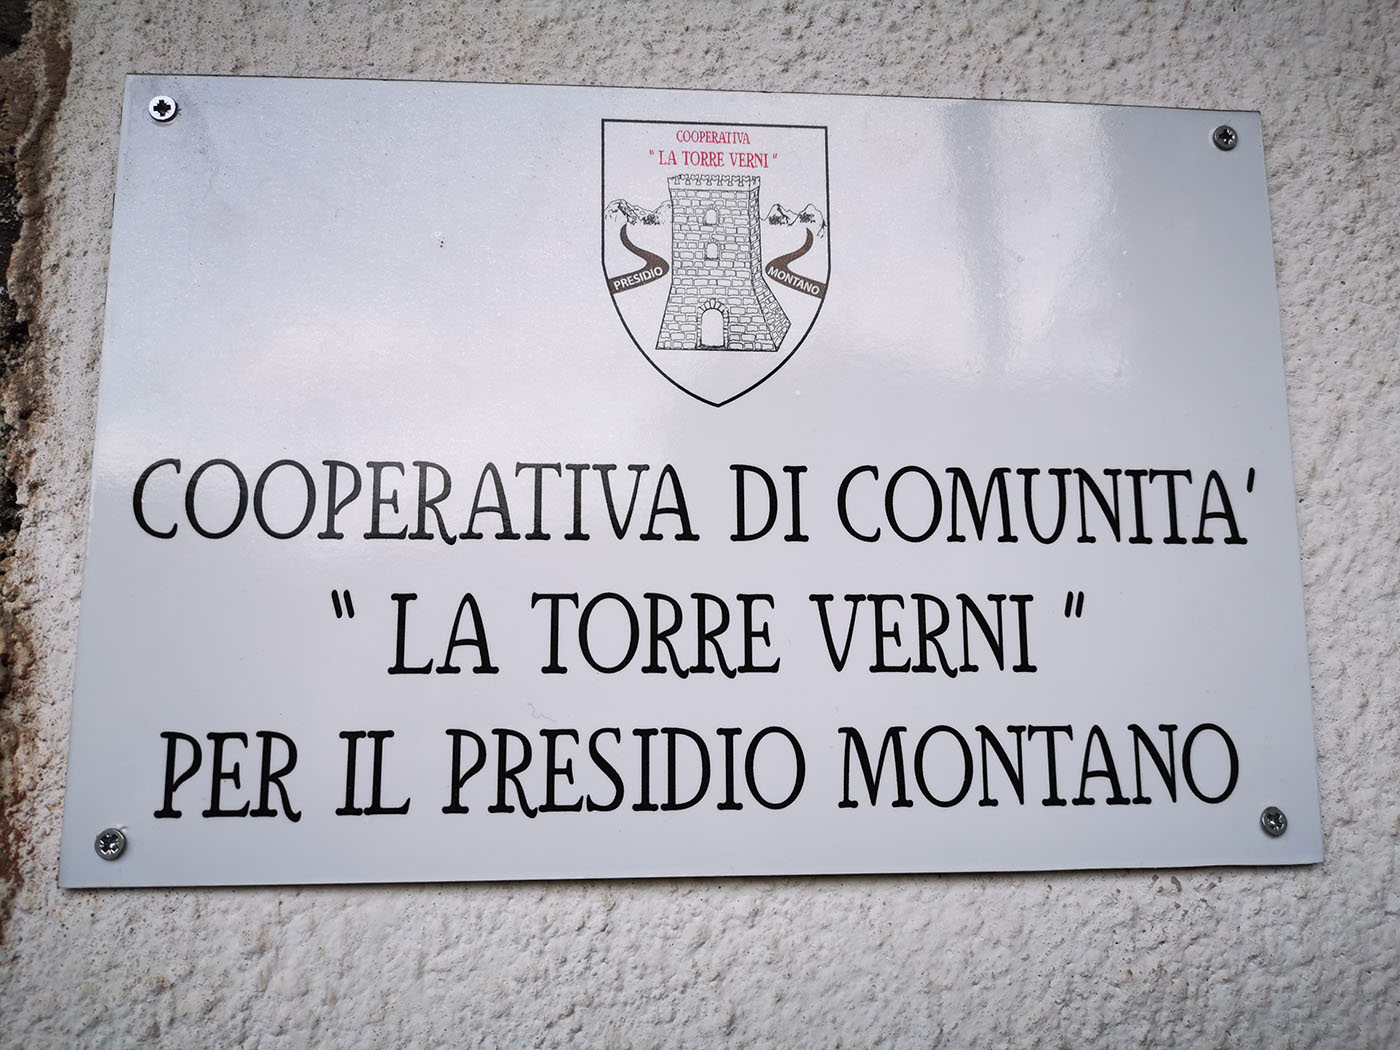 COOPERATIVA
" LA TORRE VERNI "
PRESIDIO MONTANO
COOPERATIVA DI COMUNITA'
" LA TORRE VERNI "
PER IL PRESIDIO MONTANO